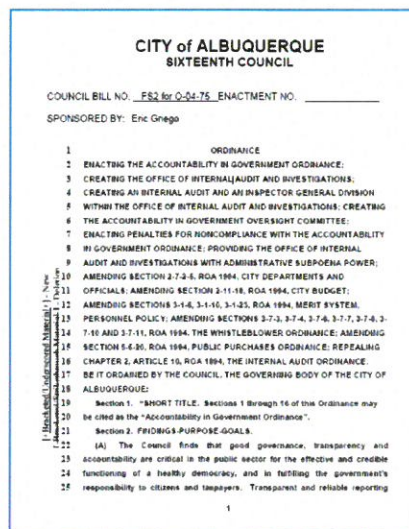 CITY of ALBUQUERQUE
SIXTEENTH COUNCIL
COUNCIL BILL NO. FS2 for O-04-75 ENACTMENT NO.
SPONSORED BY: Eric Griego
1 ORDINANCE
2 ENACTING THE ACCOUNTABILITY IN GOVERNMENT ORDINANCE;
3 CREATING THE OFFICE OF INTERNAL AUDIT AND INVESTIGATIONS;
4 CREATING AN INTERNAL AUDIT AND AN INSPECTOR GENERAL DIVISION
5 WITHIN THE OFFICE OF INTERNAL AUDIT AND INVESTIGATIONS; CREATING
6 THE ACCOUNTABILITY IN GOVERNMENT OVERSIGHT COMMITTEE;
7 ENACTING PENALTIES FOR NONCOMPLIANCE WITH THE ACCOUNTABILITY
8 IN GOVERNMENT ORDINANCE; PROVIDING THE OFFICE OF INTERNAL
9 AUDIT AND INVESTIGATIONS WITH ADMINISTRATIVE SUBPOENA POWER;
10 AMENDING SECTION 2-7-2-5, ROA 1994, CITY DEPARTMENTS AND
11 OFFICIALS; AMENDING SECTION 2-11-18, ROA 1994, CITY BUDGET;
12 AMENDING SECTIONS 3-1-6, 3-1-16, 3-1-23, ROA 1994, MERIT SYSTEM,
13 PERSONNEL POLICY; AMENDING SECTIONS 3-7-3, 3-7-4, 3-7-6, 3-7-7, 3-7-8, 3-
14 7-10 AND 3-7-11, ROA 1994, THE WHISTLEBLOWER ORDINANCE; AMENDING
15 SECTION 5-5-20, ROA 1994, PUBLIC PURCHASES ORDINANCE; REPEALING
16 CHAPTER 2, ARTICLE 10, ROA 1994, THE INTERNAL AUDIT ORDINANCE.
17 BE IT ORDAINED BY THE COUNCIL, THE GOVERNING BODY OF THE CITY OF
18 ALBUQUERQUE:
19 Section 1. "SHORT TITLE. Sections 1 through 16 of this Ordinance may
20 be cited as the "Accountability in Government Ordinance".
21 Section 2. FINDINGS-PURPOSE-GOALS.
22 (A) The Council finds that good governance, transparency and
23 accountability are critical in the public sector for the effective and credible
24 functioning of a healthy democracy, and in fulfilling the government's
25 responsibility to citizens and taxpayers. Transparent and reliable reporting
[+Bracketed/Underscored Material+] - New
1